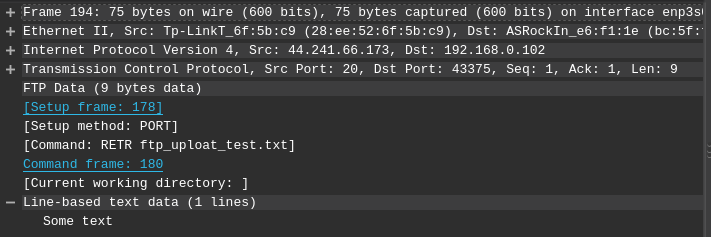 Frame 194: 75 bytes on wire (600 bits), 75 bytes captured (600 bits) on interface enp3s
Ethernet II, Src: Tp-LinkT_6f:5b:c9 (28:ee:52:6f:5b:c9), Dst: ASRockIn_e6:f1:1e (bc:5f:
Internet Protocol Version 4, Src: 44.241.66.173, Dst: 192.168.0.102
Transmission Control Protocol, Src Port: 20, Dst Port: 43375, Seq: 1, Ack: 1, Len: 9
FTP Data (9 bytes data)
[Setup frame: 178]
[Setup method: PORT]
[Command: RETR ftp_uploat_test.txt]
Command frame: 180
[Current working directory: ]
Line-based text data (1 lines)
Some text